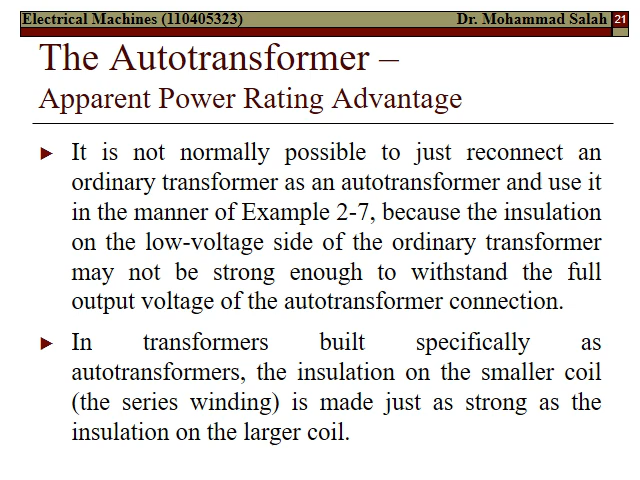 Electrical Machines (110405323) Dr. Mohammad Salah 21
The Autotransformer –
Apparent Power Rating Advantage
It is not normally possible to just reconnect an
ordinary transformer as an autotransformer and use it
in the manner of Example 2-7, because the insulation
on the low-voltage side of the ordinary transformer
may not be strong enough to withstand the full
output voltage of the autotransformer connection.
In transformers built specifically as
autotransformers, the insulation on the smaller coil
(the series winding) is made just as strong as the
insulation on the larger coil.